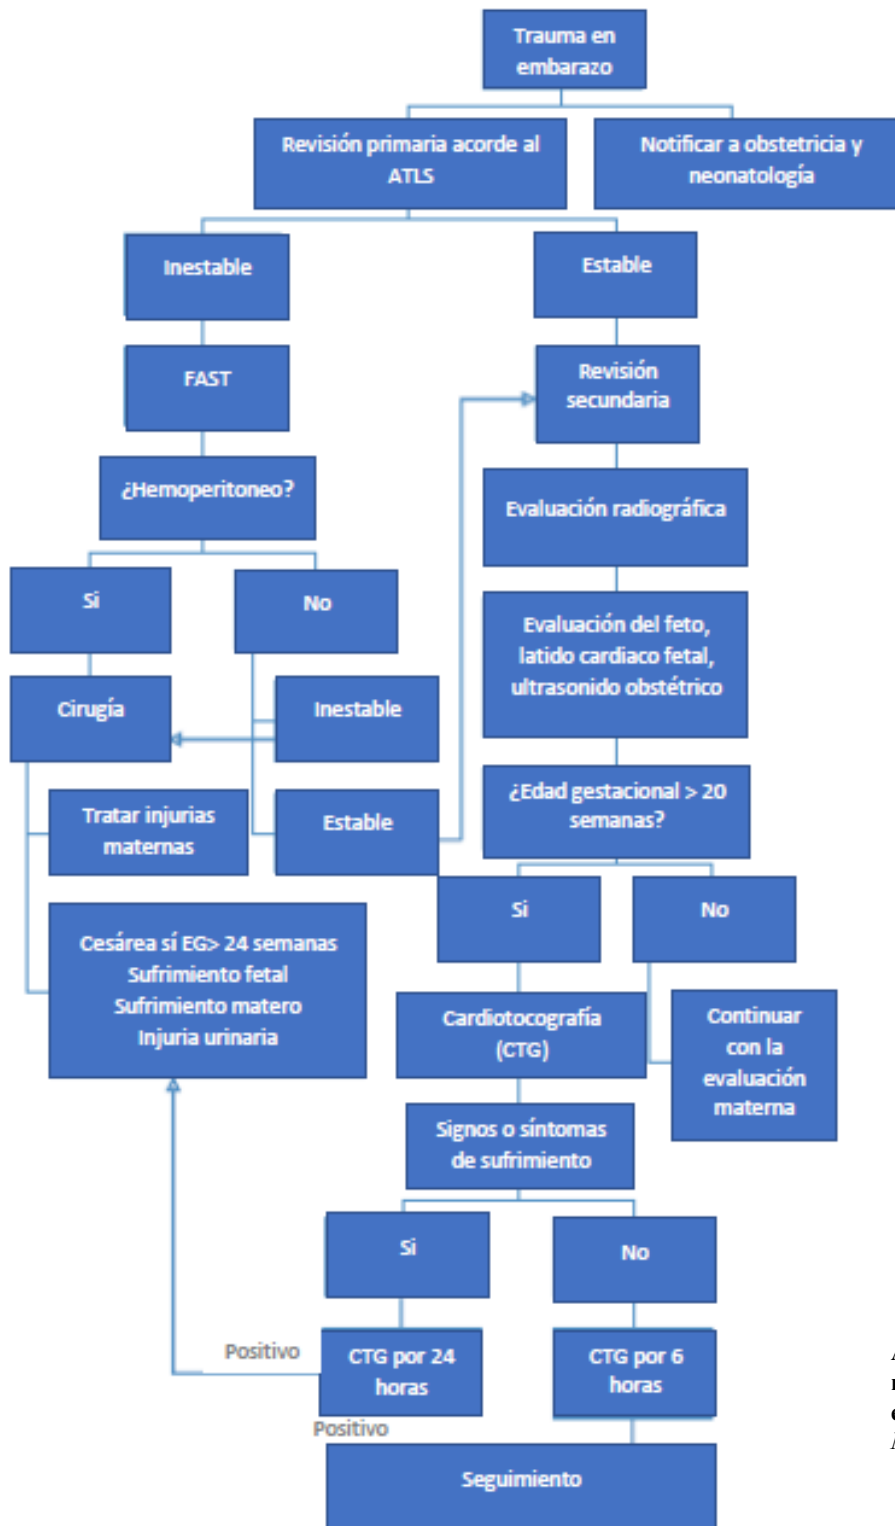 Trauma en
embarazo
Revisión primaria acorde al
ATLS
Notificar a obstetricia y
neonatología
Inestable
Estable
FAST
Revisión
secundaria
¿Hemoperitoneo?
Evaluación radiográfica
Si
No
Evaluación del feto,
latido cardiaco fetal,
ultrasonido obstétrico
Cirugía
Inestable
Tratar injurias
maternas
Estable
¿Edad gestacional > 20
semanas?
Si
No
Cesárea sí EG> 24 semanas
Sufrimiento fetal
Sufrimiento matero
Injuria urinaria
Cardiotocografía
(CTG)
Continuar
con la
evaluación
materna
Signos o síntomas
de sufrimiento
Si
No
Positivo
CTG por 24
horas
CTG por 6
horas
Positivo
Seguimiento